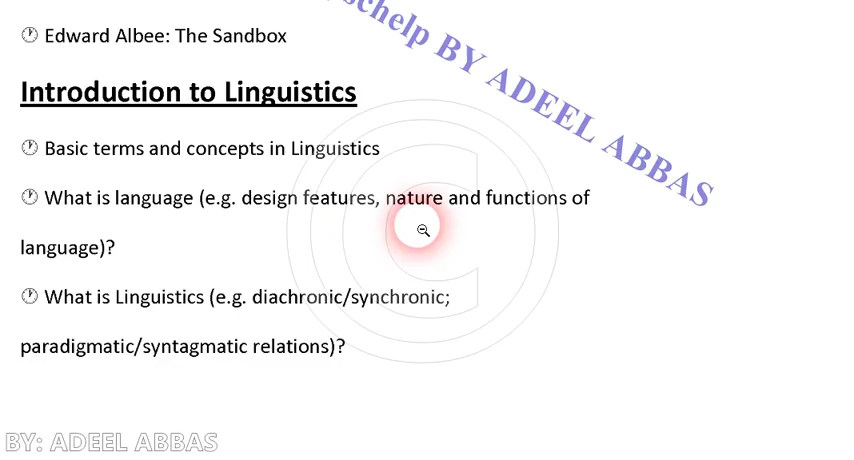 Edward Albee: The Sandbox
help BY ADEEL ABBAS
Introduction to Linguistics
Basic terms and concepts in Linguistics
What is language (e.g. design features, nature and functions of
language)?
What is Linguistics (e.g. diachronic/synchronic;
paradigmatic/syntagmatic relations)?
BY: ADEEL ABBAS